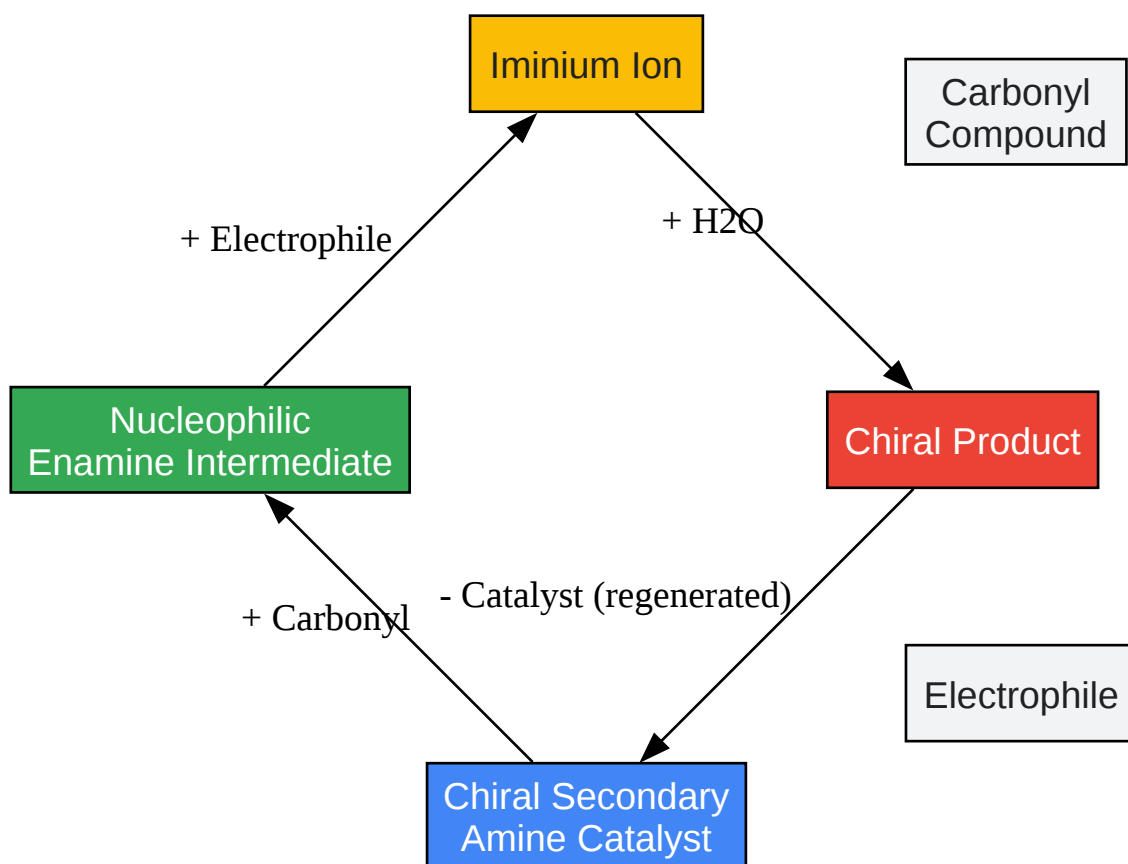 Iminium Ion
Carbonyl
Compound
+ H2O
+ Electrophile
Nucleophilic
Enamine Intermediate
Chiral Product
- Catalyst (regenerated)
+ Carbonyl
Electrophile
Chiral Secondary
Amine Catalyst